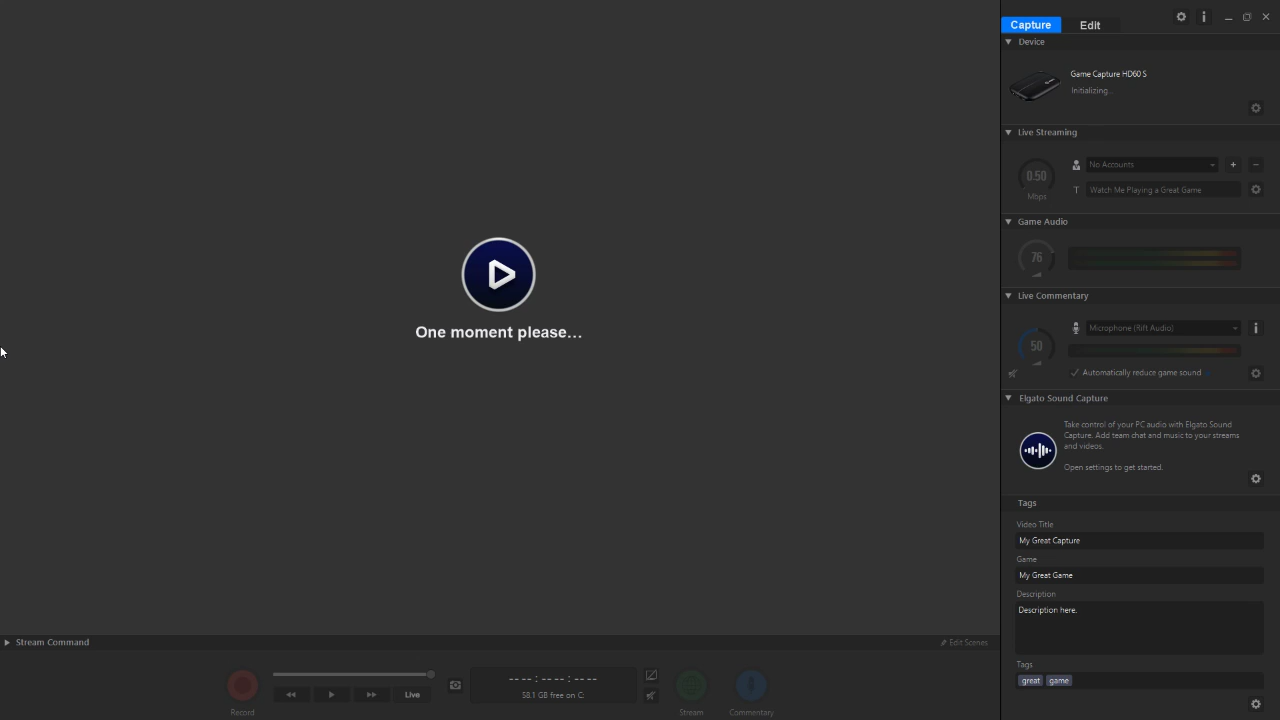 Capture Edit
Device
Game Capture HD60 S
Initializing...
Live Streaming
0.50
Mbps
No Accounts
T Watch Me Playing a Great Game
Game Audio
76
Live Commentary
50
Microphone (Rift Audio)
Automatically reduce game sound
Elgato Sound Capture
Take control of your PC audio with Elgato Sound
Capture. Add team chat and music to your streams
and videos.
Open settings to get started.
Tags
Video Title
My Great Capture
Game
My Great Game
Description
Description here.
Tags
great game
One moment please...
Stream Command
Edit Scenes
Record
Live
-- -- : -- -- : -- --
58.1 GB free on C:
Stream
Commentary